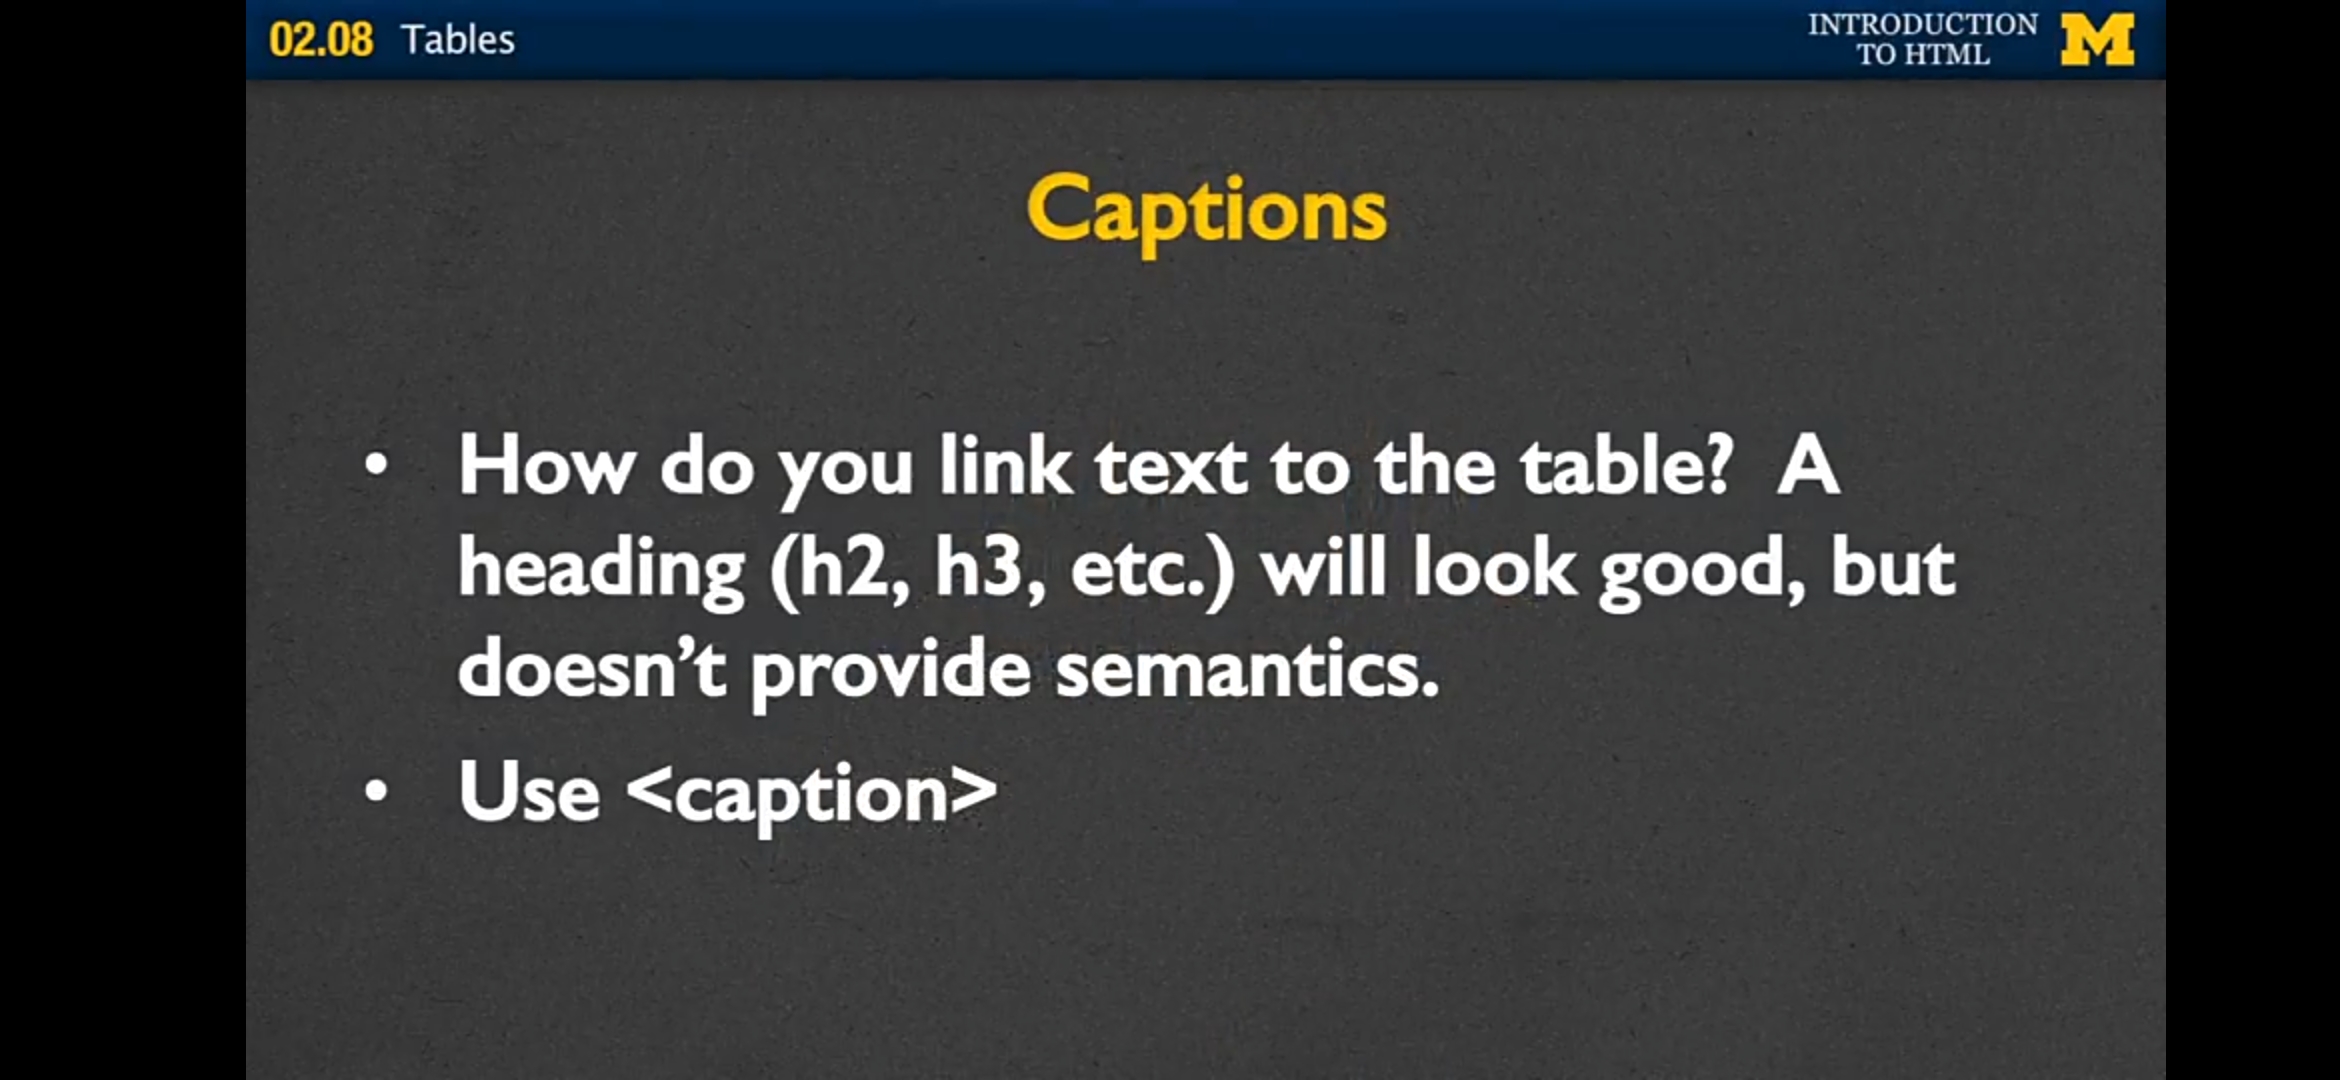 02.08 Tables
INTRODUCTION
TO HTML
M
Captions
• How do you link text to the table?  A
heading (h2, h3, etc.) will look good, but
doesn’t provide semantics.
• Use <caption>